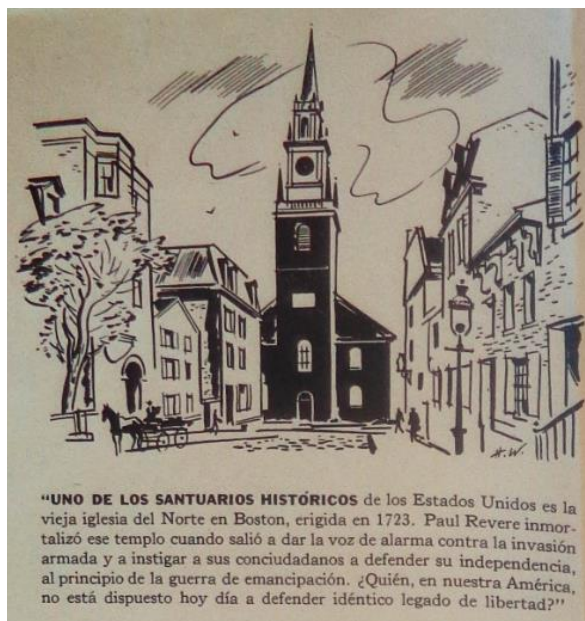 H.W.
"UNO DE LOS SANTUARIOS HISTÓRICOS de los Estados Unidos es la
vieja iglesia del Norte en Boston, erigida en 1723. Paul Revere inmor-
talizó ese templo cuando salió a dar la voz de alarma contra la invasión
armada y a instigar a sus conciudadanos a defender su independencia,
al principio de la guerra de emancipación. ¿Quién, en nuestra América,
no está dispuesto hoy día a defender idéntico legado de libertad?"